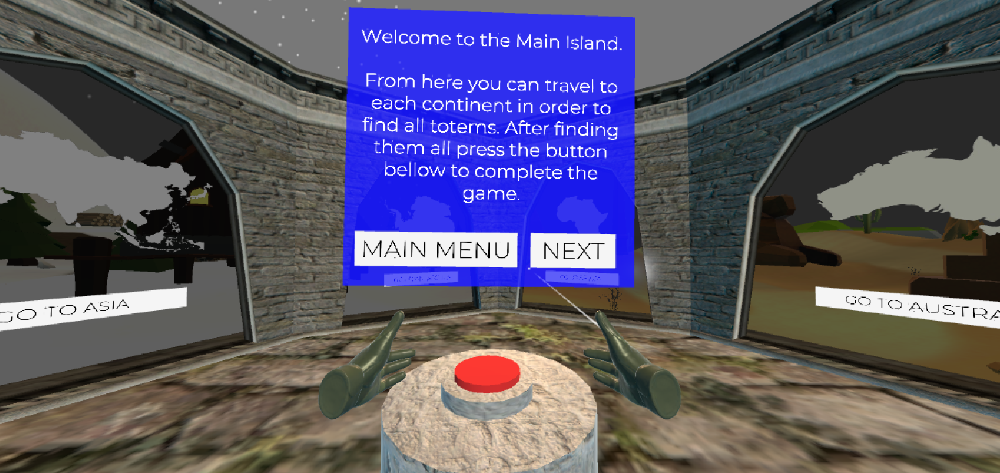 Welcome to the Main Island.
From here you can travel to
each continent in order to
find all totems. After finding
them all press the button
bellow to complete the
game.
MAIN MENU
NEXT
GO TO ASIA
GO TO AUSTRA